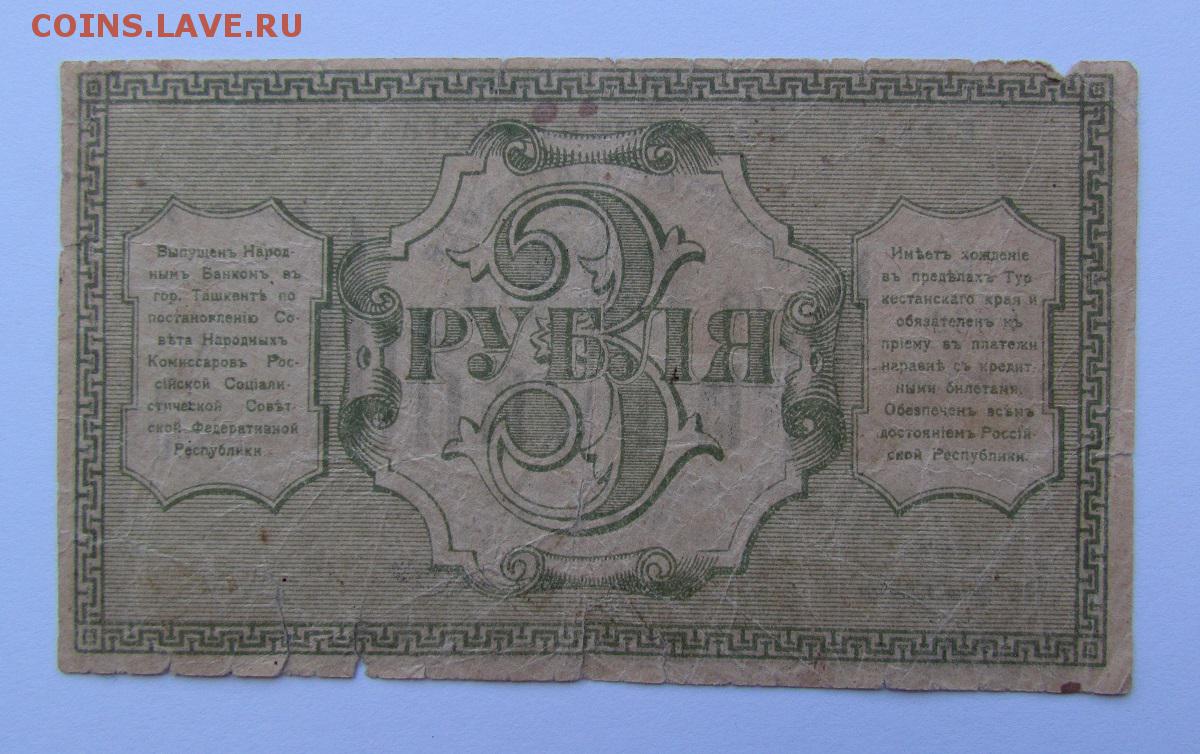 COINS.LAVE.RU
3
РУБЛЯ
Выпущенъ Народ-
нымъ Банкомъ въ
гор. Ташкентѣ по
постановленію Со-
вѣта Народныхъ
Комиссаровъ Рос-
сійской Соціали-
стической Совѣт-
ской Федеративной
Республики
Имѣетъ хожденіе
въ предѣлахъ Тур
кестанскаго края и
обязателенъ къ
пріему въ платежи
наравнѣ съ кредит-
ными билетами.
Обезпеченъ всѣмъ
достояніемъ Россій-
ской Республики.